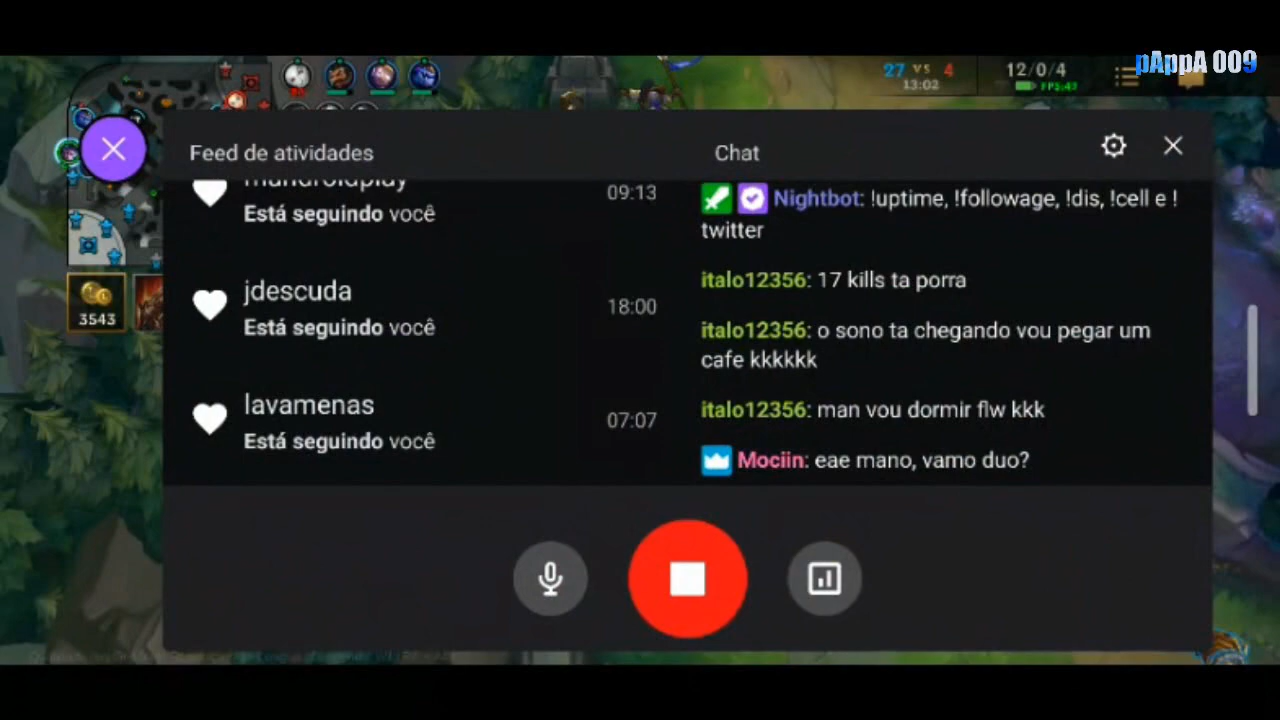 pAppA 009
27 vs 4
13:02
12/0/4
FPS:43
Feed de atividades
Chat
mandroidplay
Está seguindo você
09:13
jdescuda
Está seguindo você
18:00
lavamenas
Está seguindo você
07:07
Nightbot: !uptime, !followage, !dis, !cell e !
twitter
italo12356: 17 kills ta porra
italo12356: o sono ta chegando vou pegar um
cafe kkkkkk
italo12356: man vou dormir flw kkk
Mociin: eae mano, vamo duo?
3543